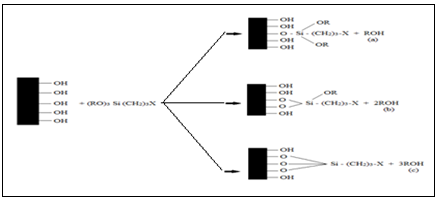 OH
OH
OH
OH
OH
+ (RO)3 Si (CH2)3X
OH
OH
OR
O - Si - (CH2)3-X + ROH
OH
OR
(a)
OH
OH
OH
OR
O
O
Si - (CH2)3-X + 2ROH
(b)
OH
OH
O
O
O
Si - (CH2)3-X + 3ROH
(c)
OH